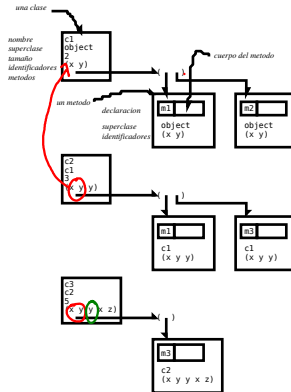 una clase
nombre
superclase
tamaño
identificadores
metodos
c1
object
2
(x y)
( )
cuerpo del metodo
un metodo
declaracion
superclase
identificadores
m1
object
(x y)
m2
object
(x y)
c2
c1
3
(x y y)
( )
m1
c1
(x y y)
m3
c1
(x y y)
c3
c2
5
(x y y x z)
( )
m3
c2
(x y y x z)